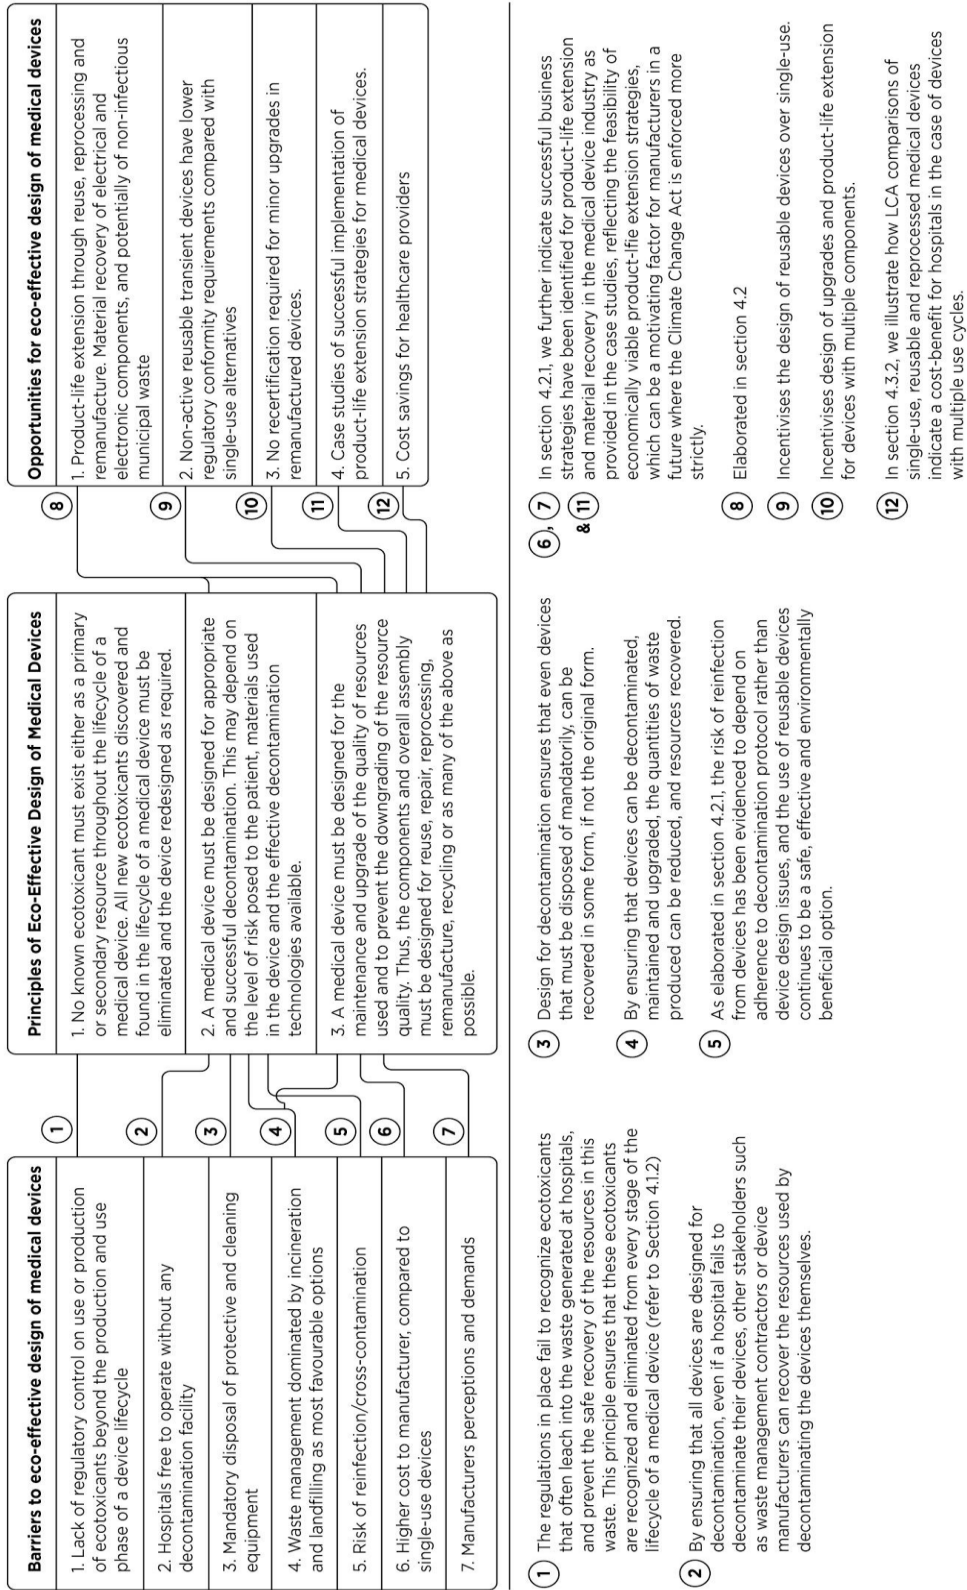 Barriers to eco-effective design of medical devices
1. Lack of regulatory control on use or production
of ecotoxicants beyond the production and use
phase of a device lifecycle
2. Hospitals free to operate without any
decontamination facility
3. Mandatory disposal of protective and cleaning
equipment
4. Waste management dominated by incineration
and landfilling as most favourable options
5. Risk of reinfection/cross-contamination
6. Higher cost to manufacturer, compared to
single-use devices
7. Manufacturers perceptions and demands
1
2
3
4
5
6
7
Principles of Eco-Effective Design of Medical Devices
1. No known ecotoxicant must exist either as a primary
or secondary resource throughout the lifecycle of a
medical device. All new ecotoxicants discovered and
found in the lifecycle of a medical device must be
eliminated and the device redesigned as required.
2. A medical device must be designed for appropriate
and successful decontamination. This may depend on
the level of risk posed to the patient, materials used
in the device and the effective decontamination
technologies available.
3. A medical device must be designed for the
maintenance and upgrade of the quality of resources
used and to prevent the downgrading of the resource
quality. Thus, the components and overall assembly
must be designed for reuse, repair, reprocessing,
remanufacture, recycling or as many of the above as
possible.
8
9
10
11
12
Opportunities for eco-effective design of medical devices
1. Product-life extension through reuse, reprocessing and
remanufacture. Material recovery of electrical and
electronic components, and potentially of non-infectious
municipal waste
2. Non-active reusable transient devices have lower
regulatory conformity requirements compared with
single-use alternatives
3. No recertification required for minor upgrades in
remanufactured devices.
4. Case studies of successful implementation of
product-life extension strategies for medical devices.
5. Cost savings for healthcare providers
1 The regulations in place fail to recognize ecotoxicants
that often leach into the waste generated at hospitals,
and prevent the safe recovery of the resources in this
waste. This principle ensures that these ecotoxicants
are recognized and eliminated from every stage of the
lifecycle of a medical device (refer to Section 4.1.2)
2 By ensuring that all devices are designed for
decontamination, even if a hospital fails to
decontaminate their devices, other stakeholders such
as waste management contractors or device
manufacturers can recover the resources used by
decontaminating the devices themselves.
3 Design for decontamination ensures that even devices
that must be disposed of mandatorily, can be
recovered in some form, if not the original form.
4 By ensuring that devices can be decontaminated,
maintained and upgraded, the quantities of waste
produced can be reduced, and resources recovered.
5 As elaborated in section 4.2.1, the risk of reinfection
from devices has been evidenced to depend on
adherence to decontamination protocol rather than
device design issues, and the use of reusable devices
continues to be a safe, effective and environmentally
beneficial option.
6, 7 In section 4.2.1, we further indicate successful business
& 11 strategies have been identified for product-life extension
and material recovery in the medical device industry as
provided in the case studies, reflecting the feasibility of
economically viable product-lfie extension strategies,
which can be a motivating factor for manufacturers in a
future where the Climate Change Act is enforced more
strictly.
8 Elaborated in section 4.2
9 Incentivises the design of reusable devices over single-use.
10 Incentivises design of upgrades and product-life extension
for devices with multiple components.
12 In section 4.3.2, we illustrate how LCA comparisons of
single-use, reusable and reprocessed medical devices
indicate a cost-benefit for hospitals in the case of devices
with multiple use cycles.